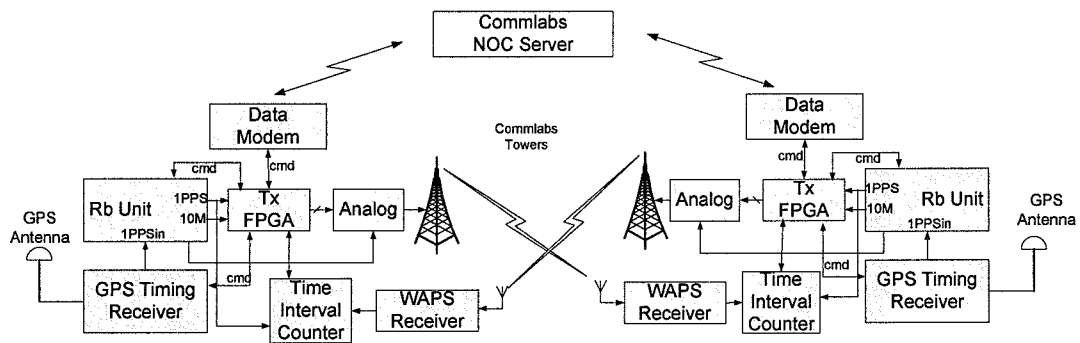 Commlabs
NOC Server
Data
Modem
Commlabs
Towers
Data
Modem
cmd
cmd
cmd
cmd
Rb Unit
1PPS
10M
1PPSin
Tx
FPGA
Analog
Analog
Tx
FPGA
1PPS
10M
Rb Unit
1PPSin
GPS
Antenna
GPS
Antenna
cmd
cmd
GPS Timing
Receiver
Time
Interval
Counter
WAPS
Receiver
WAPS
Receiver
Time
Interval
Counter
GPS Timing
Receiver